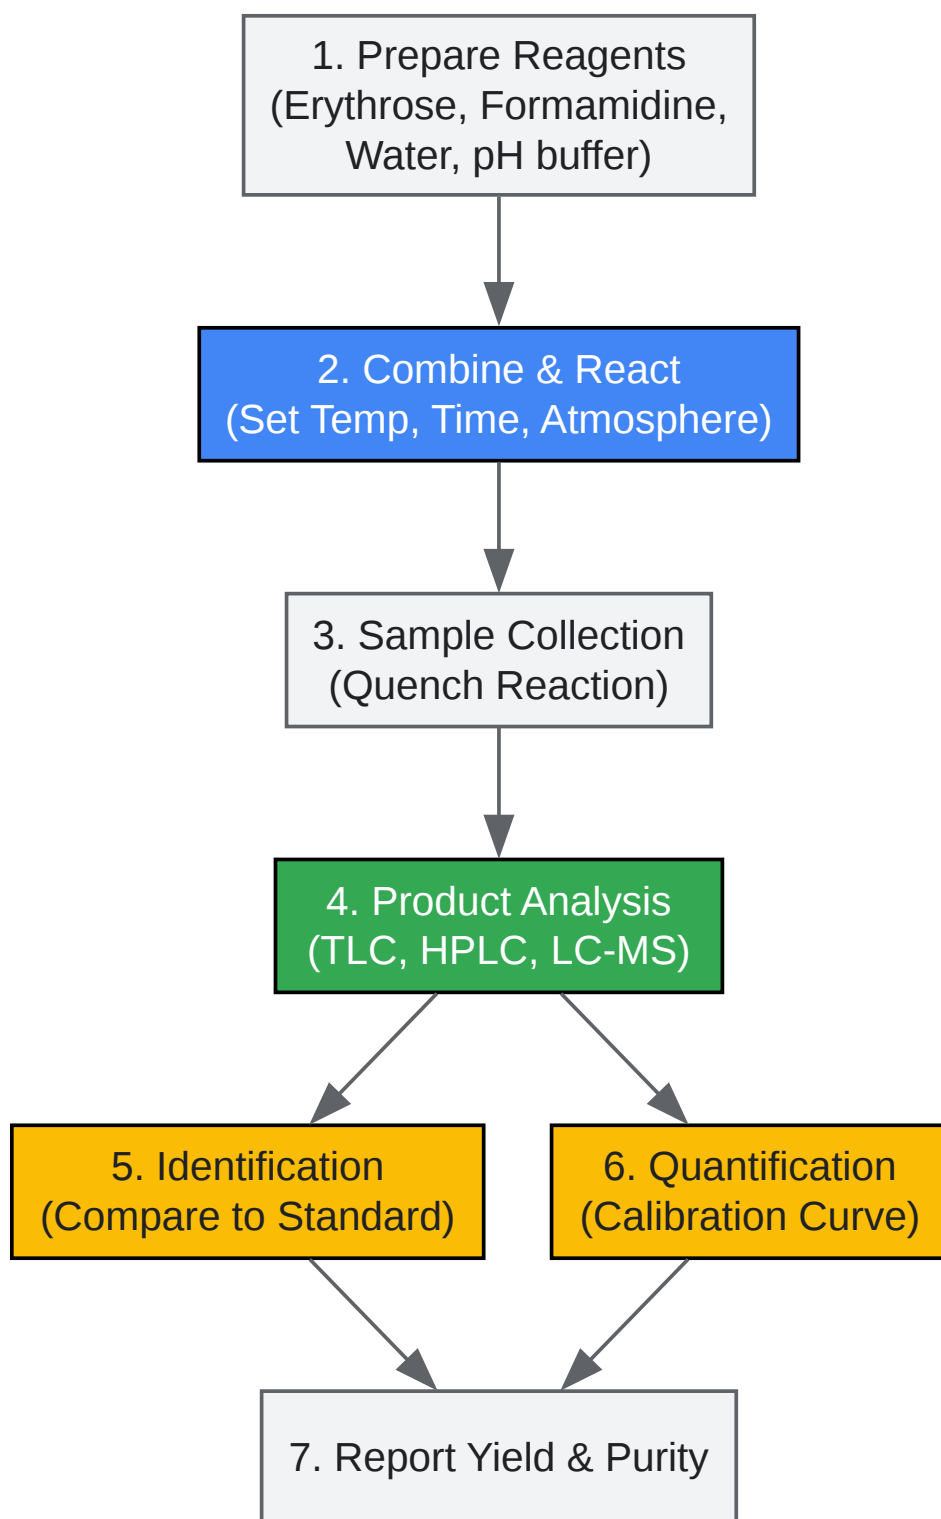 1. Prepare Reagents
(Erythrose, Formamidine,
Water, pH buffer)
2. Combine & React
(Set Temp, Time, Atmosphere)
3. Sample Collection
(Quench Reaction)
4. Product Analysis
(TLC, HPLC, LC-MS)
5. Identification
(Compare to Standard)
6. Quantification
(Calibration Curve)
7. Report Yield & Purity